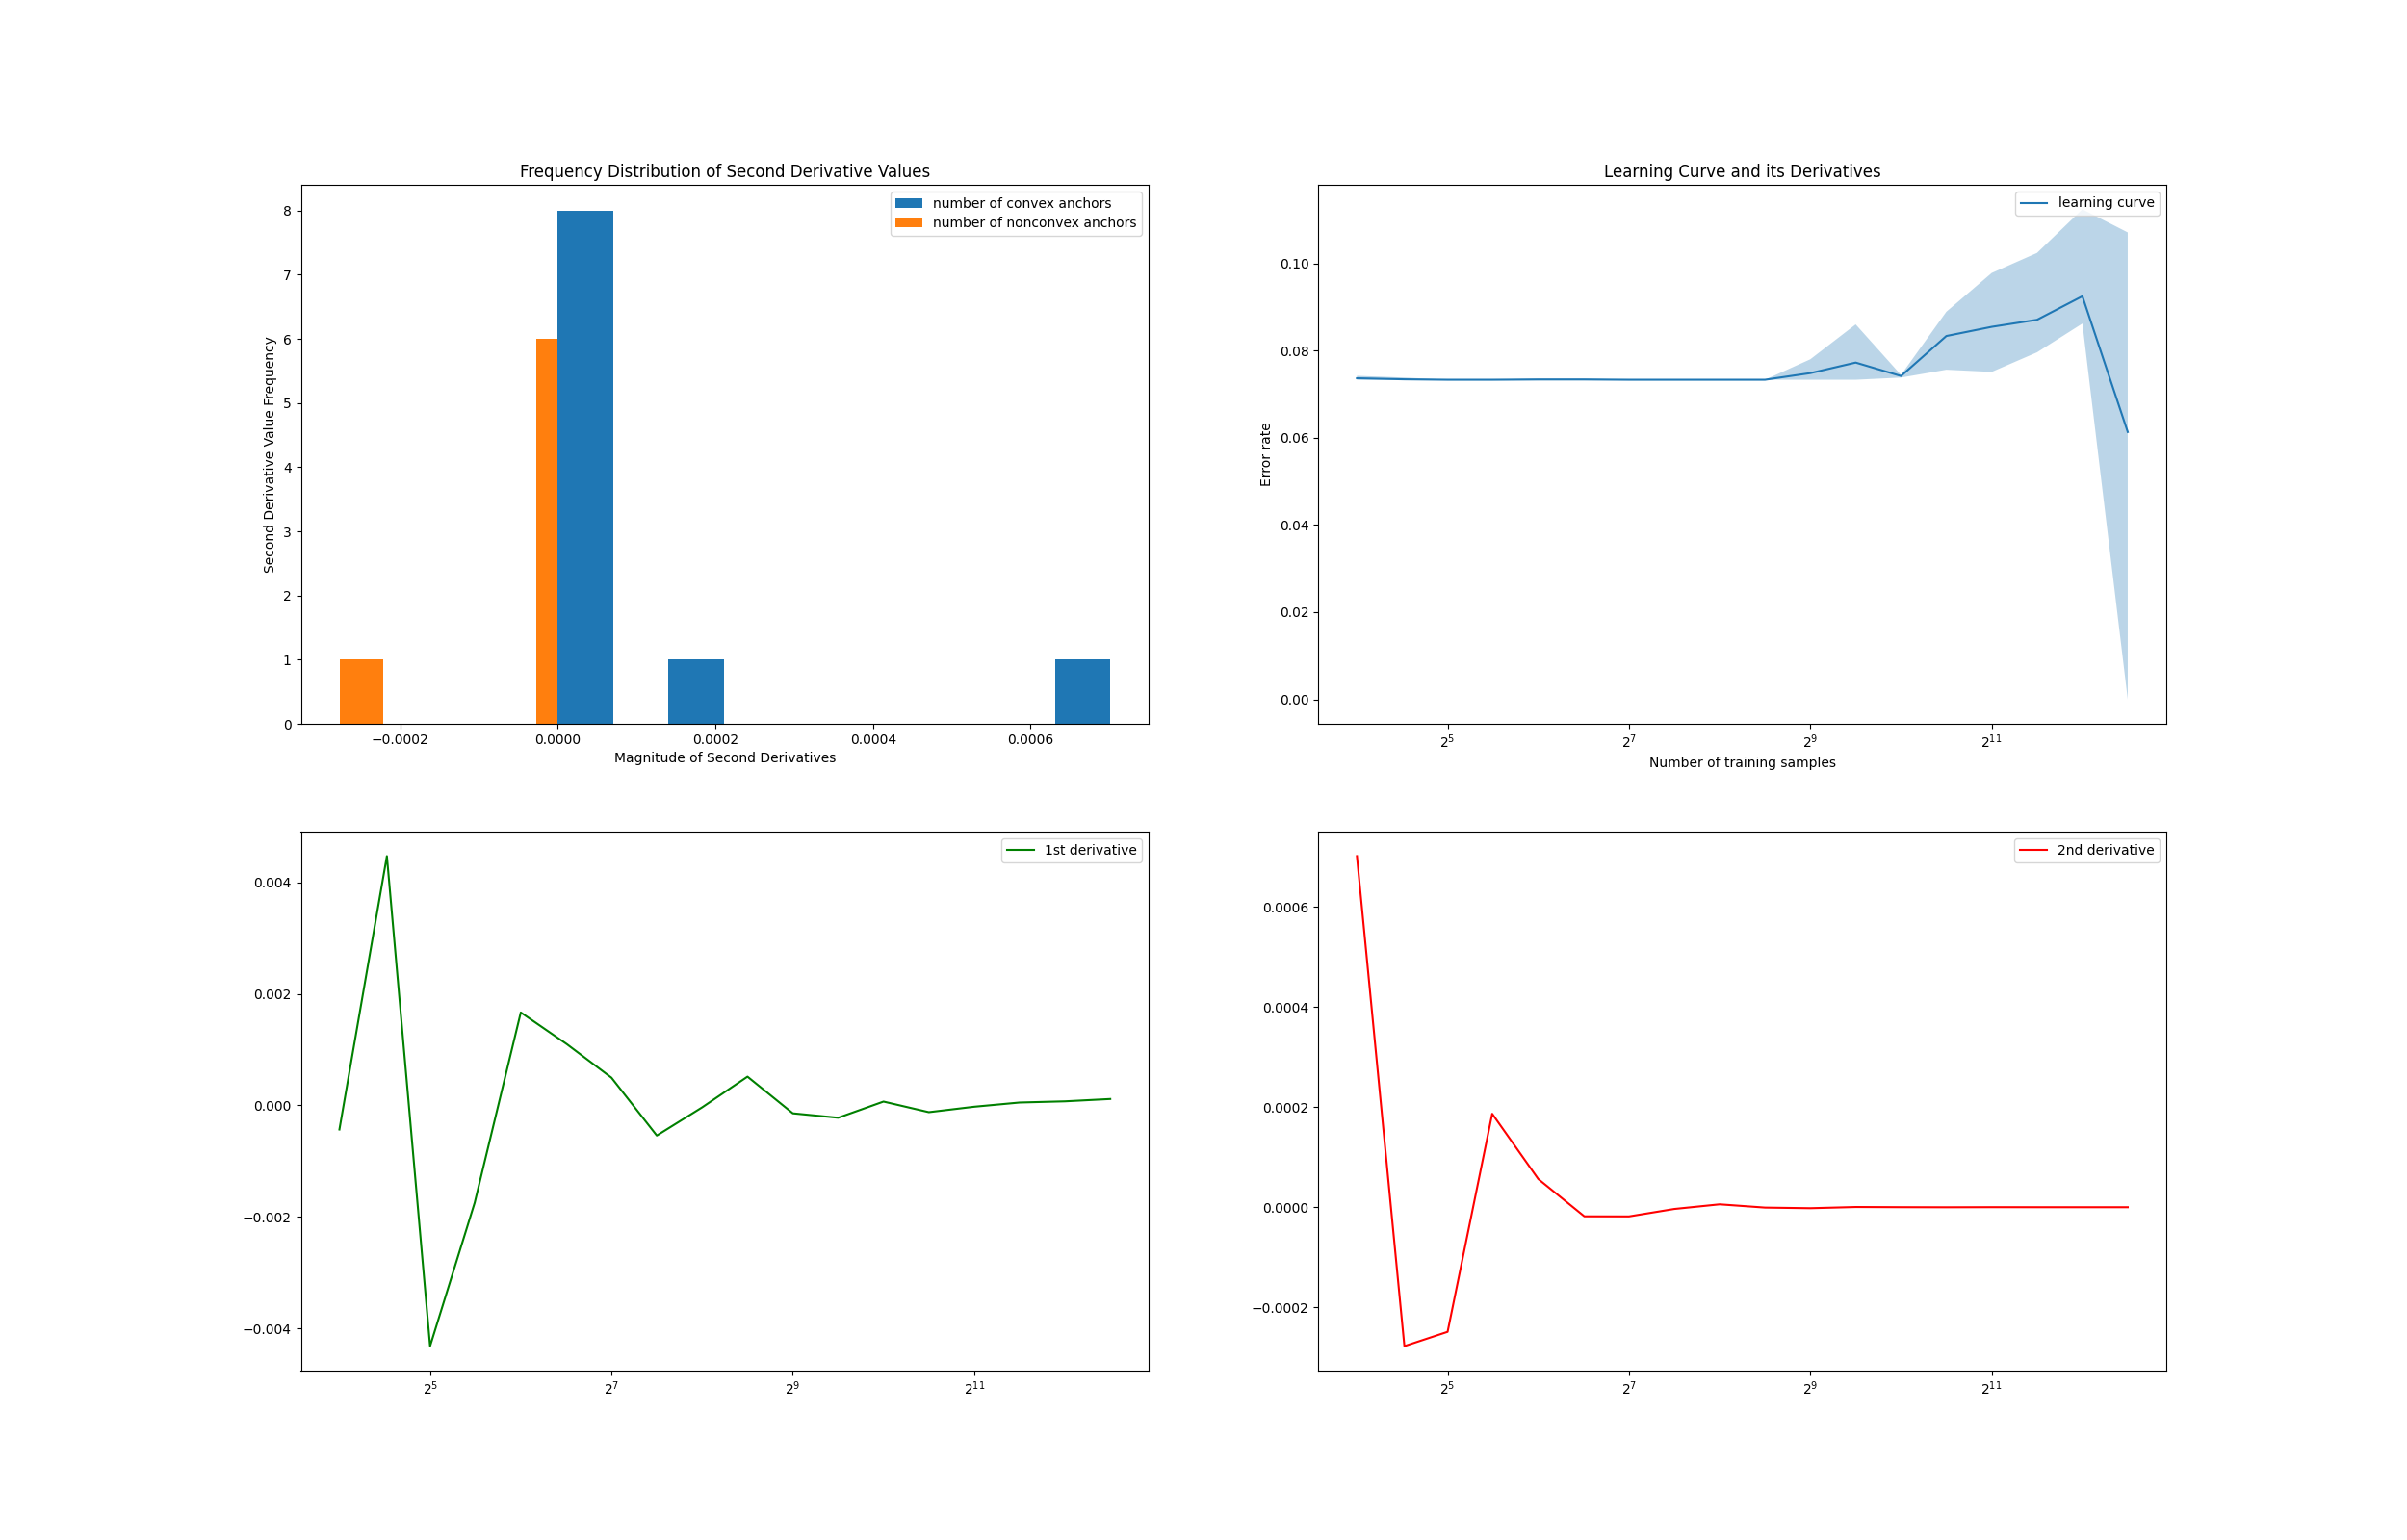 Frequency Distribution of Second Derivative Values
number of convex anchors
number of nonconvex anchors
8
7
6
5
4
3
2
1
0
Second Derivative Value Frequency
−0.0002 0.0000 0.0002 0.0004 0.0006
Magnitude of Second Derivatives
Learning Curve and its Derivatives
learning curve
0.10
0.08
0.06
0.04
0.02
0.00
Error rate
2⁵ 2⁷ 2⁹ 2¹¹
Number of training samples
1st derivative
0.004
0.002
0.000
−0.002
−0.004
2⁵ 2⁷ 2⁹ 2¹¹
2nd derivative
0.0006
0.0004
0.0002
0.0000
−0.0002
2⁵ 2⁷ 2⁹ 2¹¹